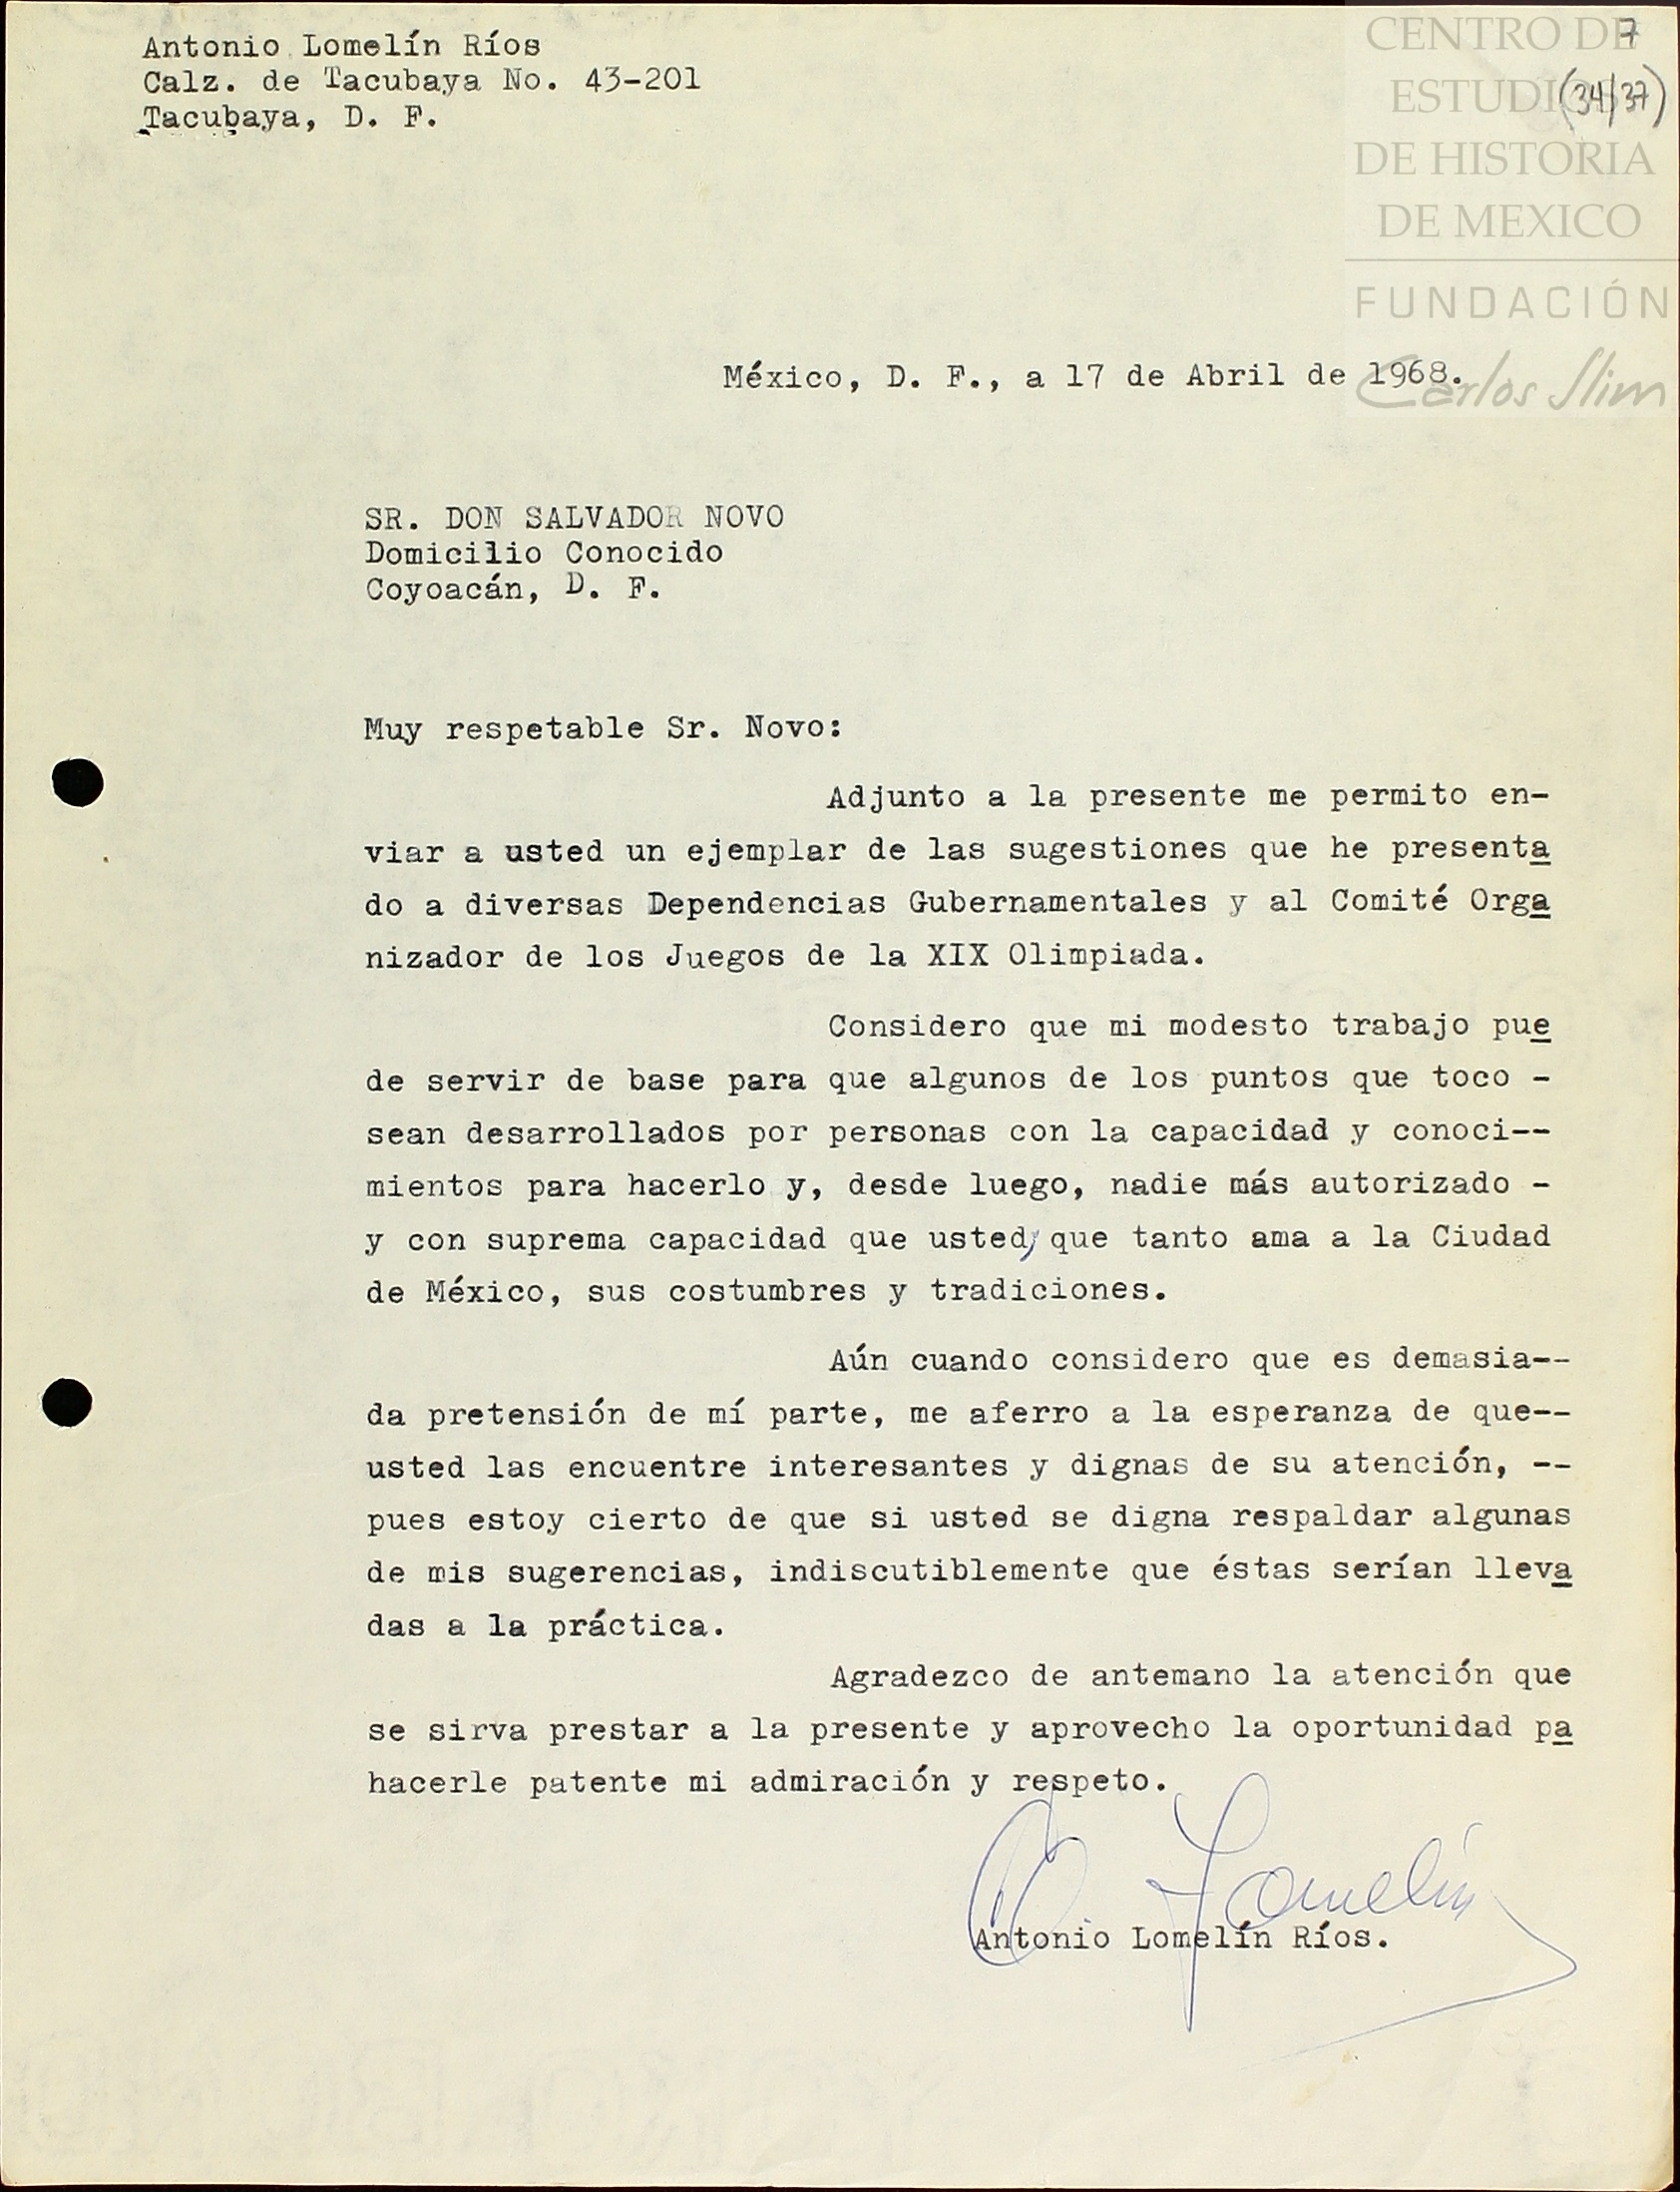 Antonio Lomelín Ríos
Calz. de Tacubaya No. 43-201
Tacubaya, D. F.
7
(34/37)
CENTRO DE
ESTUDIOS
DE HISTORIA
DE MEXICO
FUNDACIÓN
Carlos Slim
México, D. F., a 17 de Abril de 1968.
SR. DON SALVADOR NOVO
Domicilio Conocido
Coyoacán, D. F.
Muy respetable Sr. Novo:
Adjunto a la presente me permito en-
viar a usted un ejemplar de las sugestiones que he presenta
do a diversas Dependencias Gubernamentales y al Comité Orga
nizador de los Juegos de la XIX Olimpiada.
Considero que mi modesto trabajo pue
de servir de base para que algunos de los puntos que toco -
sean desarrollados por personas con la capacidad y conoci--
mientos para hacerlo y, desde luego, nadie más autorizado -
y con suprema capacidad que usted, que tanto ama a la Ciudad
de México, sus costumbres y tradiciones.
Aún cuando considero que es demasia--
da pretensión de mí parte, me aferro a la esperanza de que--
usted las encuentre interesantes y dignas de su atención, --
pues estoy cierto de que si usted se digna respaldar algunas
de mis sugerencias, indiscutiblemente que éstas serían lleva
das a la práctica.
Agradezco de antemano la atención que
se sirva prestar a la presente y aprovecho la oportunidad pa
hacerle patente mi admiración y respeto.
A. Lomelín
Antonio Lomelín Ríos.